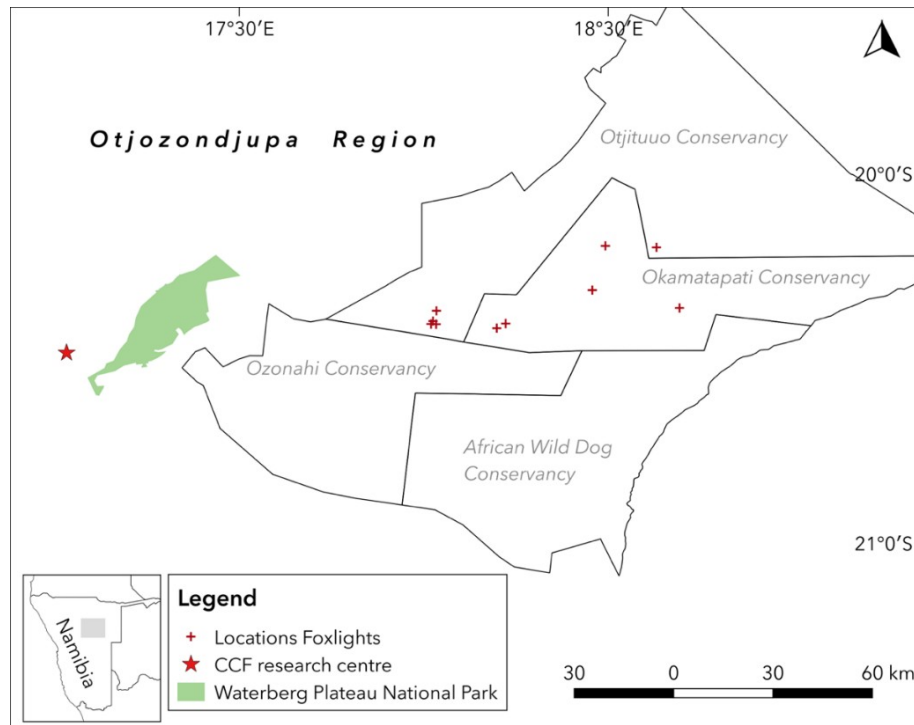 17°30′E
18°30′E
Otjozondjupa Region
Otjituuo Conservancy
20°0′S
Okamatapati Conservancy
Ozonahi Conservancy
African Wild Dog
Conservancy
21°0′S
Namibia
Legend
Locations Foxlights
CCF research centre
Waterberg Plateau National Park
30 0 30 60 km